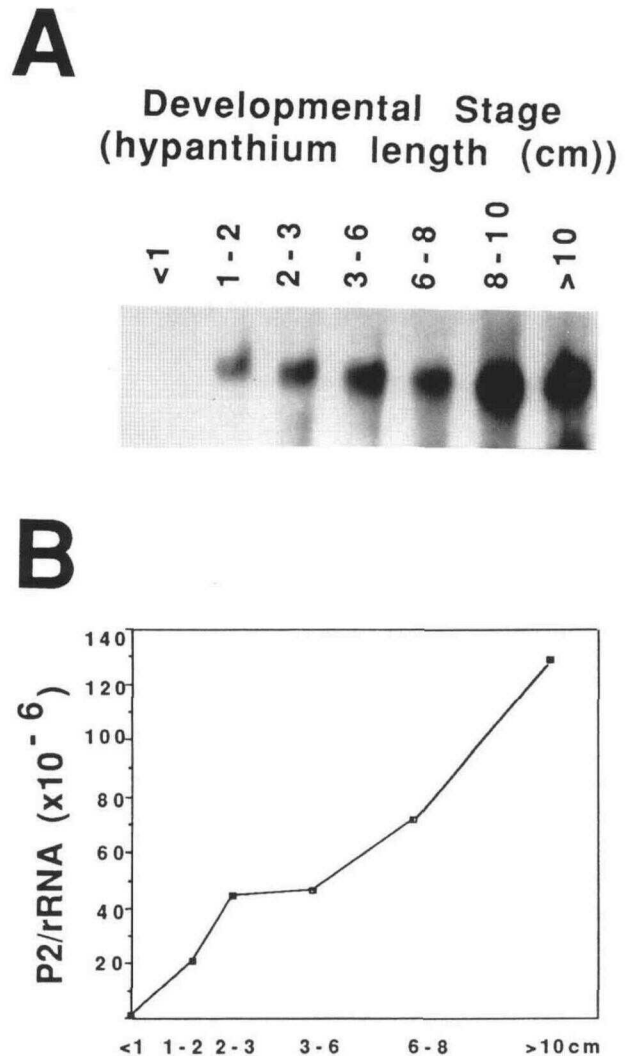 A
Developmental Stage
(hypanthium length (cm))
<1 1-2 2-3 3-6 6-8 8-10 >10
B
P2/rRNA (x10-6)
140
120
100
80
60
40
20
<1 1-2 2-3 3-6 6-8 >10cm